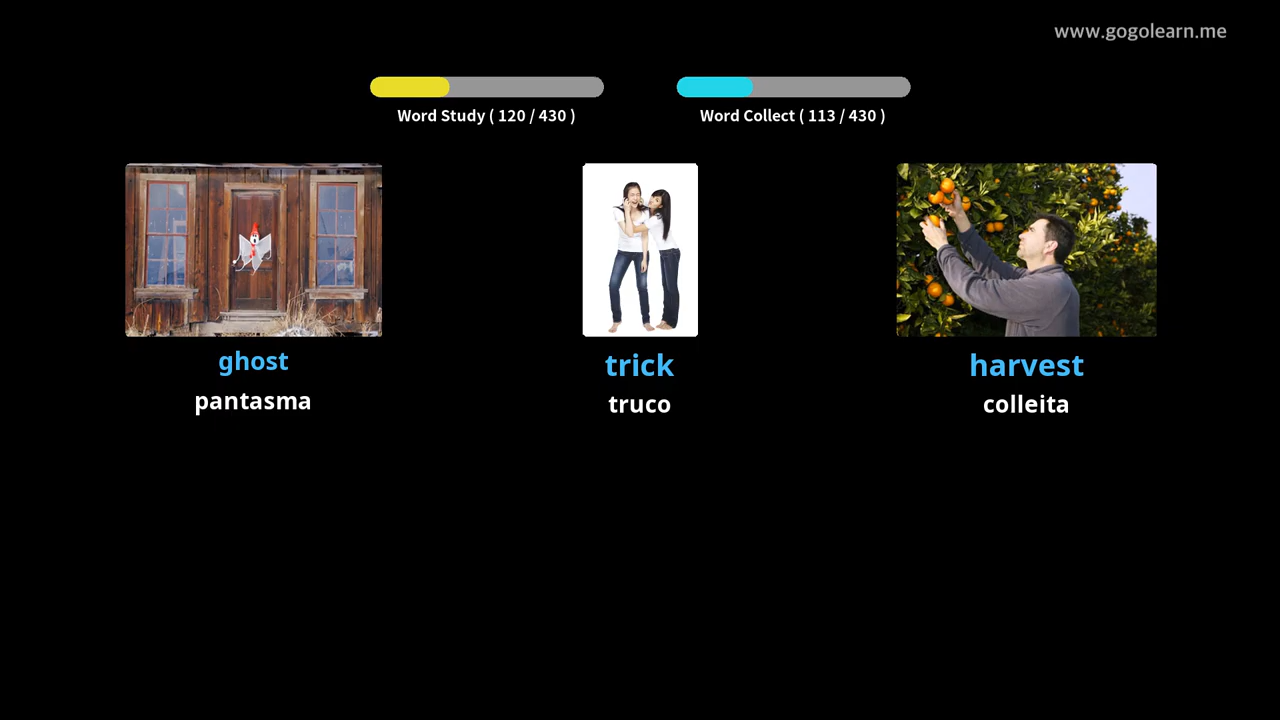 www.gogolearn.me
Word Study ( 120 / 430 )
Word Collect ( 113 / 430 )
ghost
trick
harvest
pantasma
truco
colleita